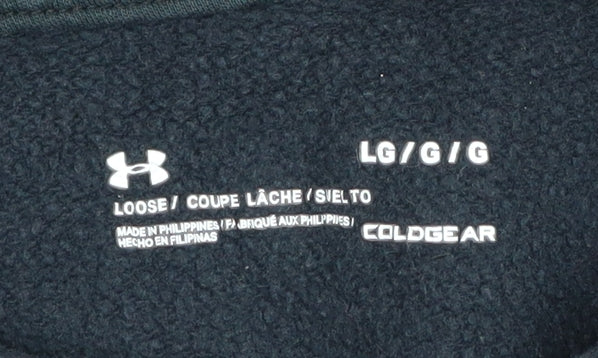 LG / G / G
LOOSE / COUPE LÂCHE / SUELTO
MADE IN PHILIPPINES / FABRIQUÉ AUX PHILIPPINES /
HECHO EN FILIPINAS
COLDGEAR